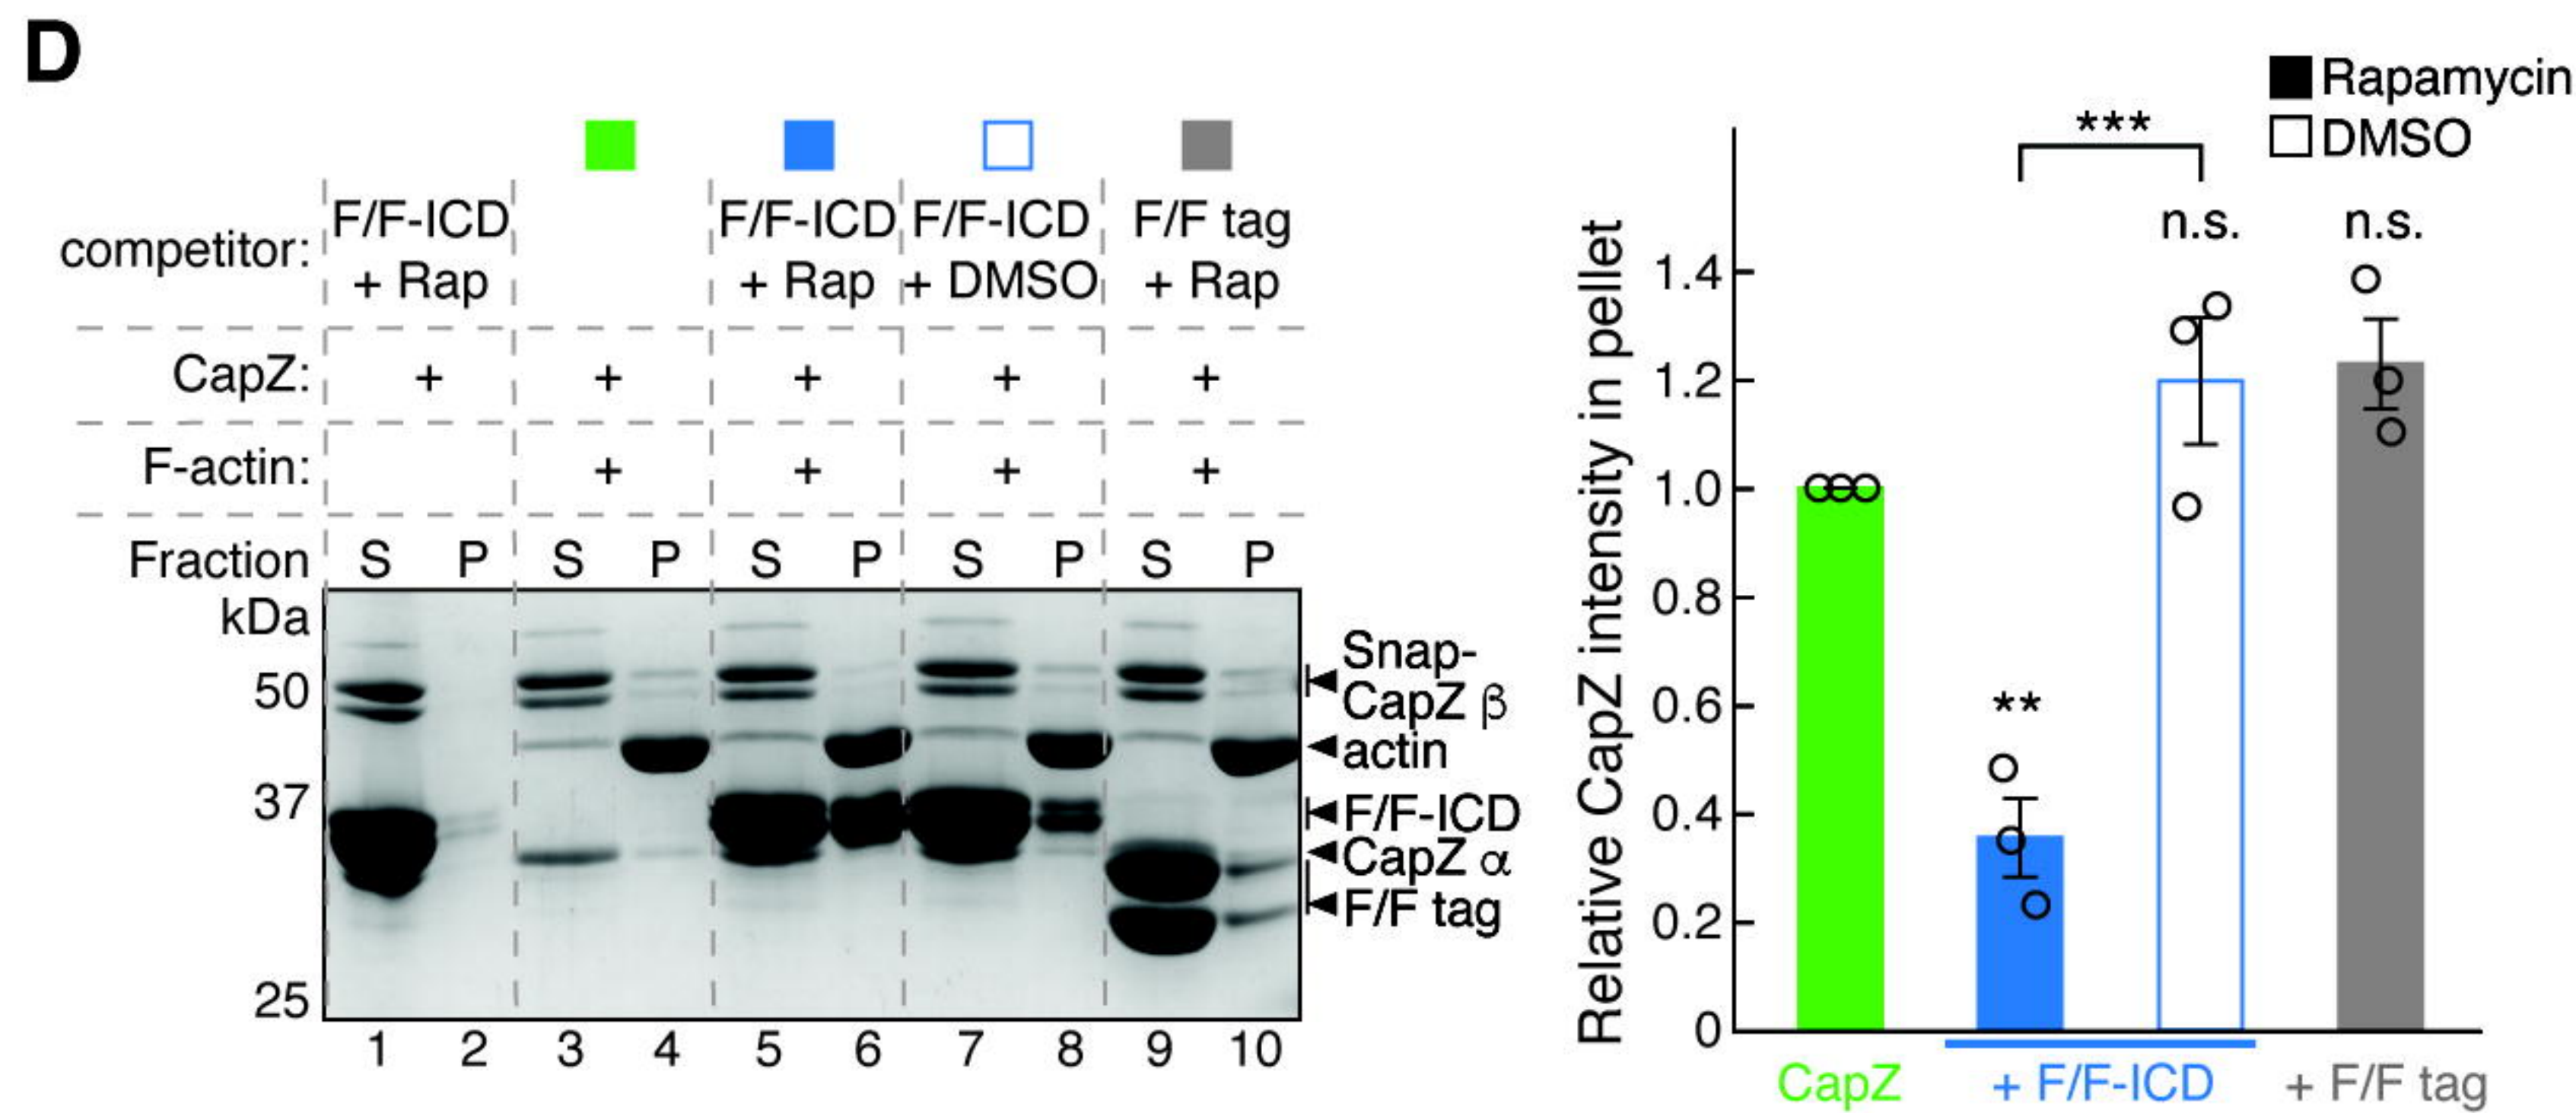 D
competitor:
F/F-ICD + Rap
F/F-ICD + Rap
F/F-ICD + DMSO
F/F tag + Rap
CapZ: + + + + +
F-actin: + + + +
Fraction S P S P S P S P S P
kDa
50
37
25
Snap-
CapZ β
actin
F/F-ICD
CapZ α
F/F tag
1 2 3 4 5 6 7 8 9 10
Rapamycin
DMSO
***
n.s. n.s.
**
Relative CapZ intensity in pellet
1.4
1.2
1.0
0.8
0.6
0.4
0.2
0
CapZ + F/F-ICD + F/F tag